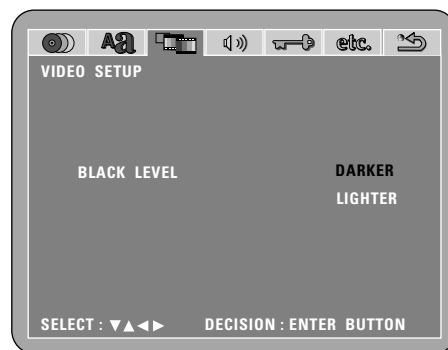 Aa etc.
VIDEO SETUP
BLACK LEVEL DARKER
LIGHTER
SELECT : ▼▲◄► DECISION : ENTER BUTTON